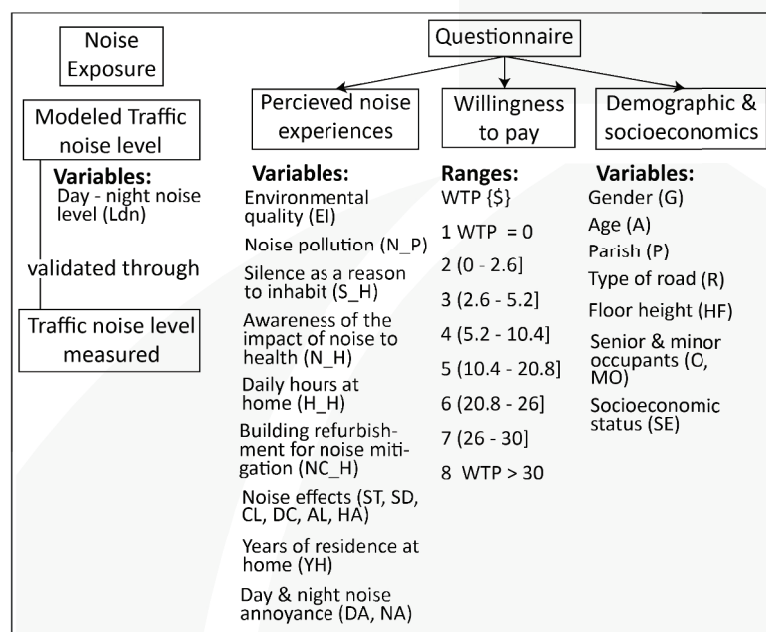 Noise
Exposure
Modeled Traffic
noise level
Variables:
Day - night noise
level (Ldn)
validated through
Traffic noise level
measured
Questionnaire
Percieved noise
experiences
Variables:
Environmental
quality (EI)
Noise pollution (N_P)
Silence as a reason
to inhabit (S_H)
Awareness of the
impact of noise to
health (N_H)
Daily hours at
home (H_H)
Building refurbish-
ment for noise miti-
gation (NC_H)
Noise effects (ST, SD,
CL, DC, AL, HA)
Years of residence at
home (YH)
Day & night noise
annoyance (DA, NA)
Willingness
to pay
Ranges:
WTP {$}
1 WTP = 0
2 (0 - 2.6]
3 (2.6 - 5.2]
4 (5.2 - 10.4]
5 (10.4 - 20.8]
6 (20.8 - 26]
7 (26 - 30]
8 WTP > 30
Demographic &
socioeconomics
Variables:
Gender (G)
Age (A)
Parish (P)
Type of road (R)
Floor height (HF)
Senior & minor
occupants (O,
MO)
Socioeconomic
status (SE)